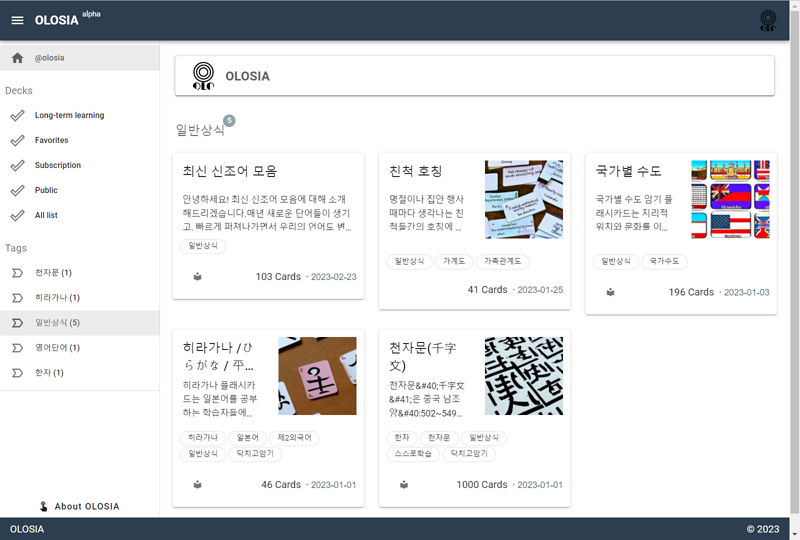 OLOSIA alpha
OLO
@olosia
Decks
Long-term learning
Favorites
Subscription
Public
All list
Tags
천자문 (1)
히라가나 (1)
일반상식 (5)
영어단어 (1)
한자 (1)
About OLOSIA
OLO
OLOSIA
일반상식 5
최신 신조어 모음
안녕하세요! 최신 신조어 모음에 대해 소개
해드리겠습니다.매년 새로운 단어들이 생기
고, 빠르게 퍼져나가면서 우리의 언어도 변...
일반상식
103 Cards · 2023-02-23
친척 호칭
명절이나 집안 행사
때마다 생각나는 친
척들간의 호칭에 ...
일반상식 가계도 가족관계도
41 Cards · 2023-01-25
국가별 수도
국가별 수도 암기 플
래시카드는 지리적
위치와 문화를 이...
일반상식 국가수도
196 Cards · 2023-01-03
히라가나 /ひ
らがな / 平...
히라가나 플래시카
드는 일본어를 공부
하는 학습자들에...
히라가나 일본어 제2외국어
일반상식 닥치고암기
46 Cards · 2023-01-01
천자문(千字
文)
천자문&#40;千字文
&#41;은 중국 남조
양&#40;502~549...
한자 천자문 일반상식
스스로학습 닥치고암기
1000 Cards · 2023-01-01
OLOSIA
© 2023